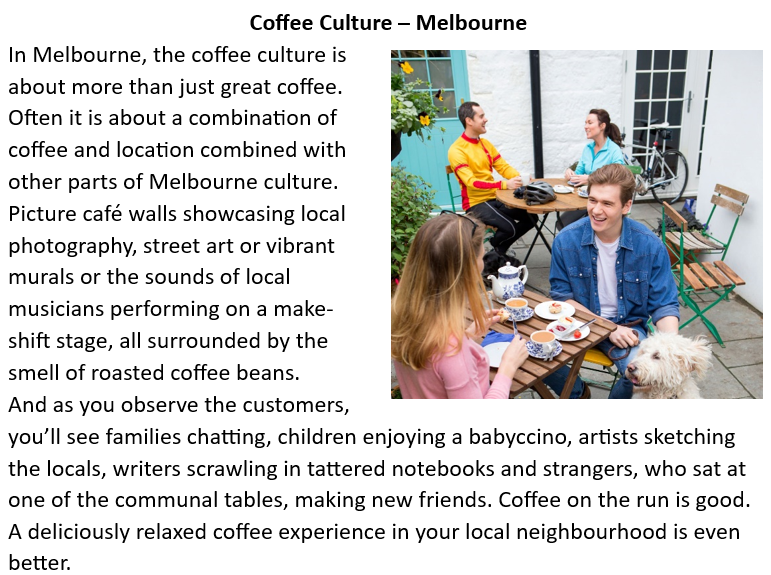 Coffee Culture – Melbourne
In Melbourne, the coffee culture is
about more than just great coffee.
Often it is about a combination of
coffee and location combined with
other parts of Melbourne culture.
Picture café walls showcasing local
photography, street art or vibrant
murals or the sounds of local
musicians performing on a make-
shift stage, all surrounded by the
smell of roasted coffee beans.
And as you observe the customers,
you’ll see families chatting, children enjoying a babyccino, artists sketching
the locals, writers scrawling in tattered notebooks and strangers, who sat at
one of the communal tables, making new friends. Coffee on the run is good.
A deliciously relaxed coffee experience in your local neighbourhood is even
better.